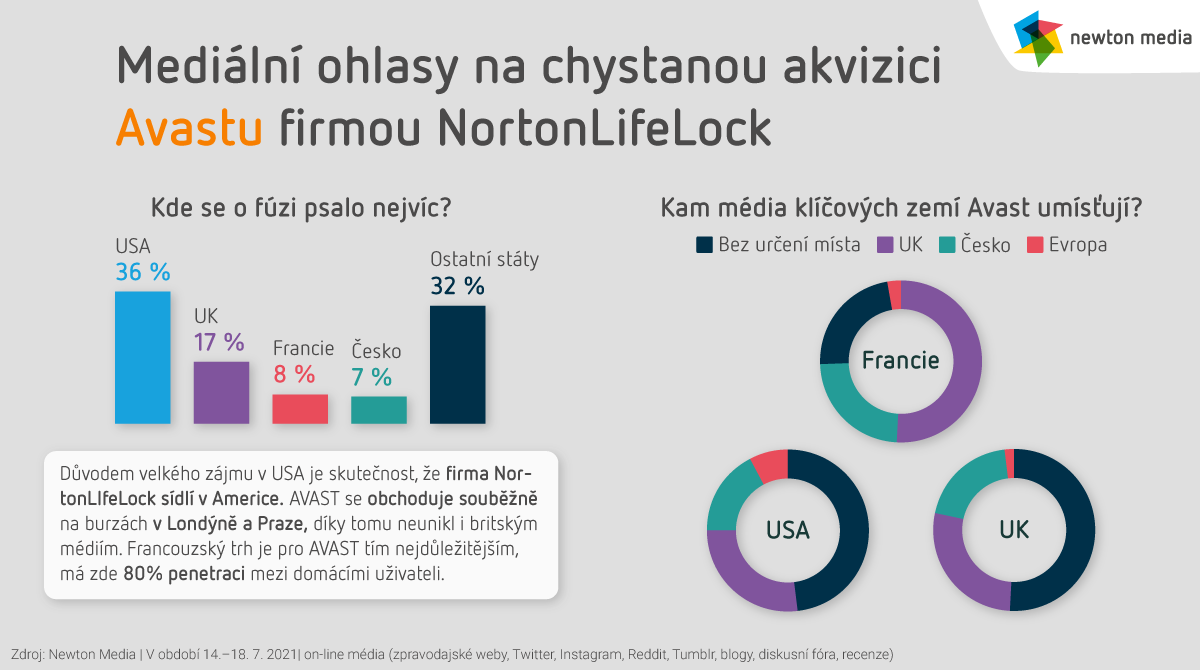 newton media
Mediální ohlasy na chystanou akvizici
Avastu firmou NortonLifeLock
Kde se o fúzi psalo nejvíc?
USA
36 %
UK
17 %
Francie
8 %
Česko
7 %
Ostatní státy
32 %
Důvodem velkého zájmu v USA je skutečnost, že firma Nor-
tonLIfeLock sídlí v Americe. AVAST se obchoduje souběžně
na burzách v Londýně a Praze, díky tomu neunikl i britským
médiím. Francouzský trh je pro AVAST tím nejdůležitějším,
má zde 80% penetraci mezi domácími uživateli.
Kam média klíčových zemí Avast umísťují?
Bez určení místa UK Česko Evropa
Francie
USA
UK
Zdroj: Newton Media | V období 14.–18. 7. 2021| on-line média (zpravodajské weby, Twitter, Instagram, Reddit, Tumblr, blogy, diskusní fóra, recenze)